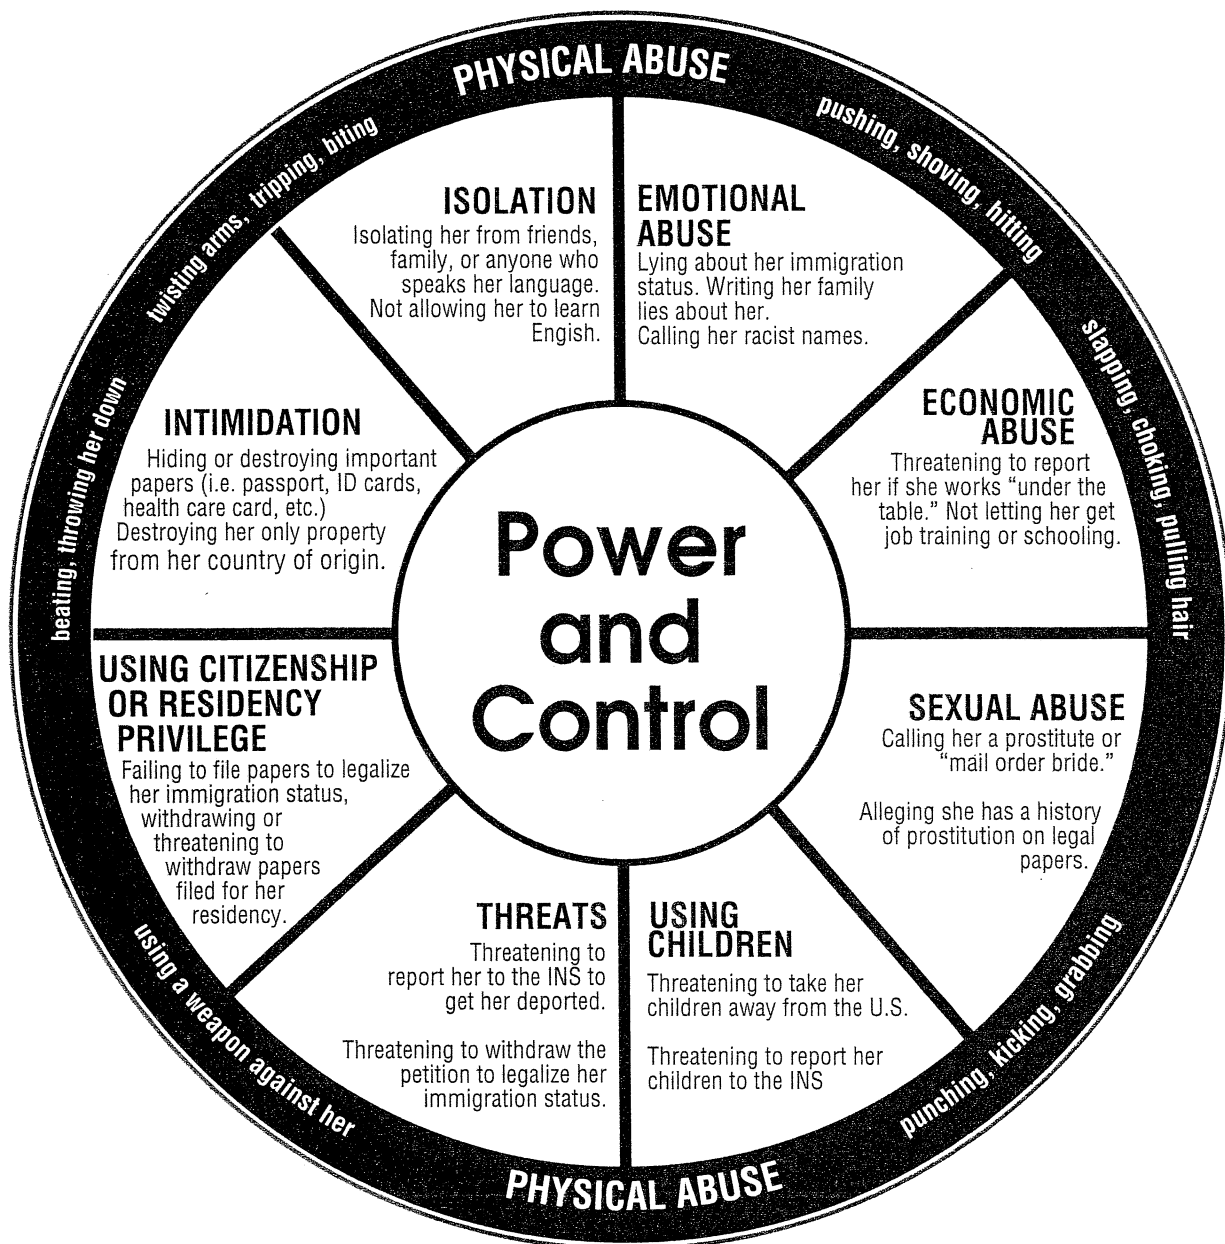 PHYSICAL ABUSE
pushing, shoving, hitting
slapping, choking, pulling hair
punching, kicking, grabbing
PHYSICAL ABUSE
using a weapon against her
beating, throwing her down
twisting arms, tripping, biting
Power
and
Control
ISOLATION
Isolating her from friends,
family, or anyone who
speaks her language.
Not allowing her to learn
Engish.
EMOTIONAL
ABUSE
Lying about her immigration
status. Writing her family
lies about her.
Calling her racist names.
ECONOMIC
ABUSE
Threatening to report
her if she works “under the
table.” Not letting her get
job training or schooling.
SEXUAL ABUSE
Calling her a prostitute or
“mail order bride.”
Alleging she has a history
of prostitution on legal
papers.
USING
CHILDREN
Threatening to take her
children away from the U.S.
Threatening to report her
children to the INS
THREATS
Threatening to
report her to the INS to
get her deported.
Threatening to withdraw the
petition to legalize her
immigration status.
USING CITIZENSHIP
OR RESIDENCY
PRIVILEGE
Failing to file papers to legalize
her immigration status,
withdrawing or
threatening to
withdraw papers
filed for her
residency.
INTIMIDATION
Hiding or destroying important
papers (i.e. passport, ID cards,
health care card, etc.)
Destroying her only property
from her country of origin.